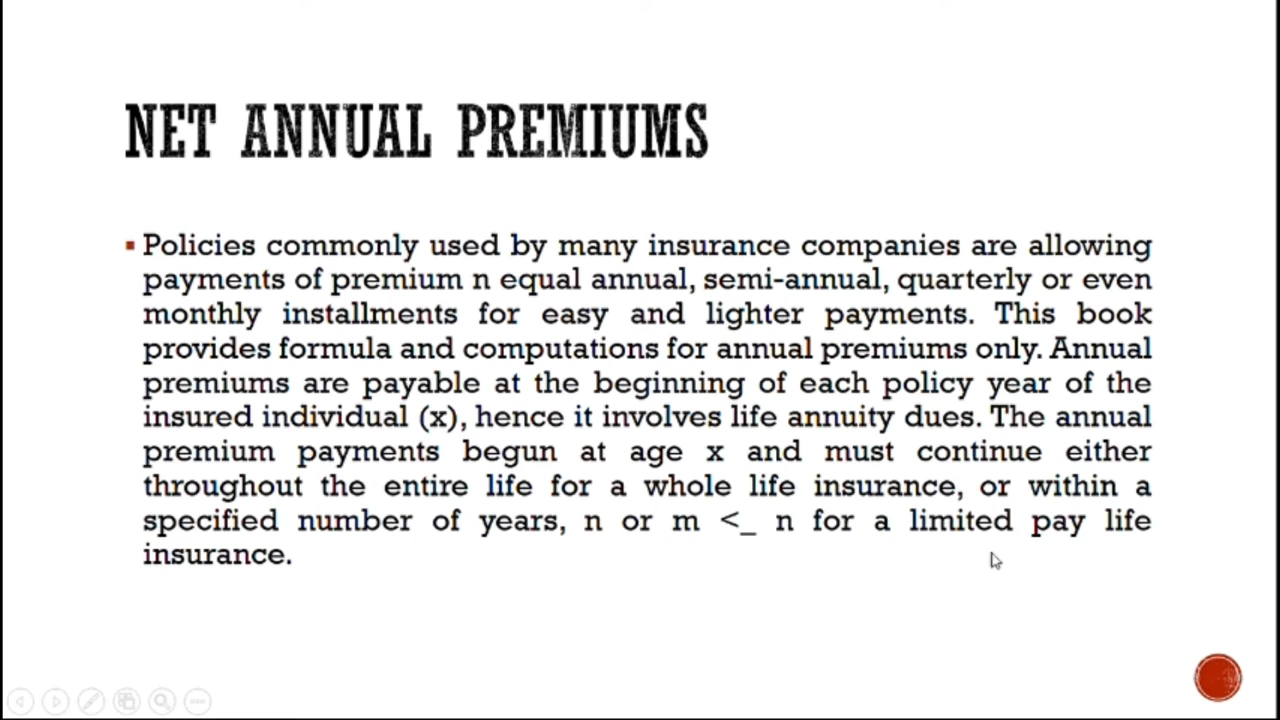 NET ANNUAL PREMIUMS
Policies commonly used by many insurance companies are allowing
payments of premium n equal annual, semi-annual, quarterly or even
monthly installments for easy and lighter payments. This book
provides formula and computations for annual premiums only. Annual
premiums are payable at the beginning of each policy year of the
insured individual (x), hence it involves life annuity dues. The annual
premium payments begun at age x and must continue either
throughout the entire life for a whole life insurance, or within a
specified number of years, n or m <_ n for a limited pay life
insurance.